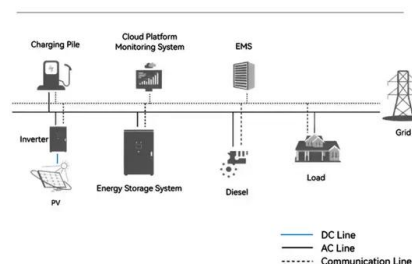 Charging Pile
Cloud Platform
Monitoring System
EMS
Grid
Inverter
PV
Energy Storage System
Diesel
Load
DC Line
AC Line
Communication Line